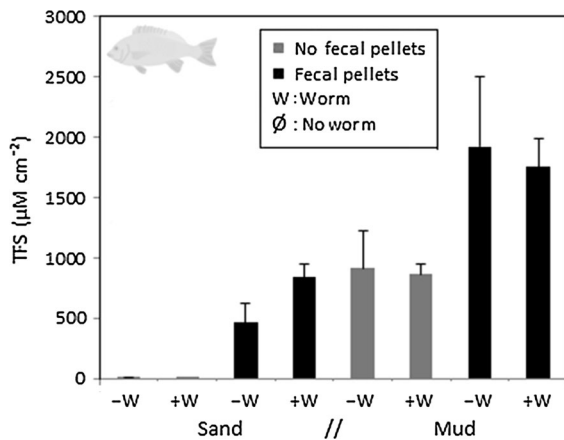 3000
2500
2000
1500
1000
500
0
TFS (µM cm⁻²)
No fecal pellets
Fecal pellets
W : Worm
Ø : No worm
−W +W −W +W −W +W −W +W
Sand // Mud